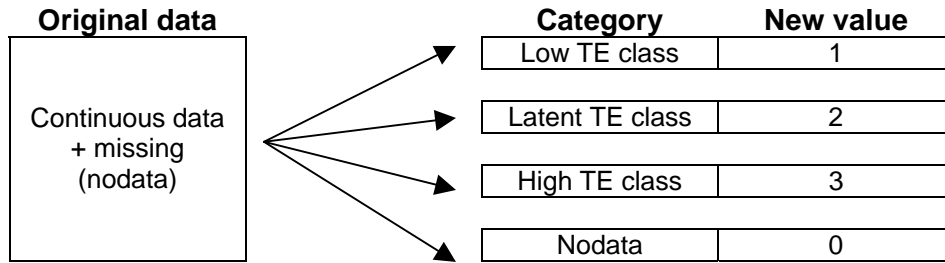 Original data
Category New value
Low TE class 1
Continuous data
+ missing
(nodata)
Latent TE class 2
High TE class 3
Nodata 0